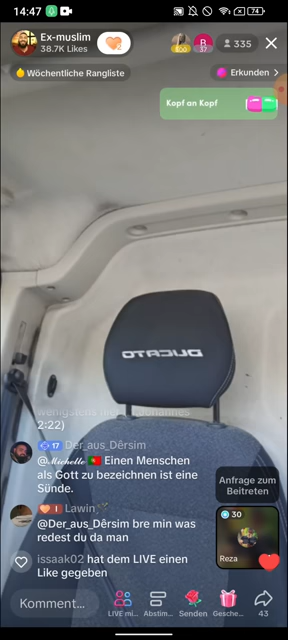 14:47
74
Ex-muslim
38.7K Likes
100
B
37
335
Wöchentliche Rangliste
Erkunden >
Kopf an Kopf
DUCATO
2:22)
17 Der_aus_Dêrsim
@𝓜𝓲𝓬𝓱𝓮𝓵𝓵𝓮 🇵🇹 Einen Menschen
als Gott zu bezeichnen ist eine
Sünde.
I Lawin
@Der_aus_Dêrsim bre min was
redest du da man
issaak02 hat dem LIVE einen
Like gegeben
Anfrage zum
Beitreten
30
Reza
Komment...
LIVE mi...
Abstim...
Senden
Gesche...
43